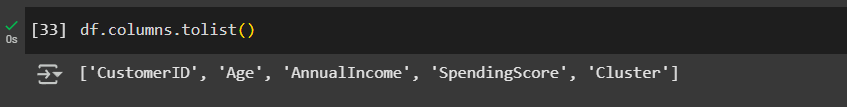 [33] df.columns.tolist()
0s
['CustomerID', 'Age', 'AnnualIncome', 'SpendingScore', 'Cluster']